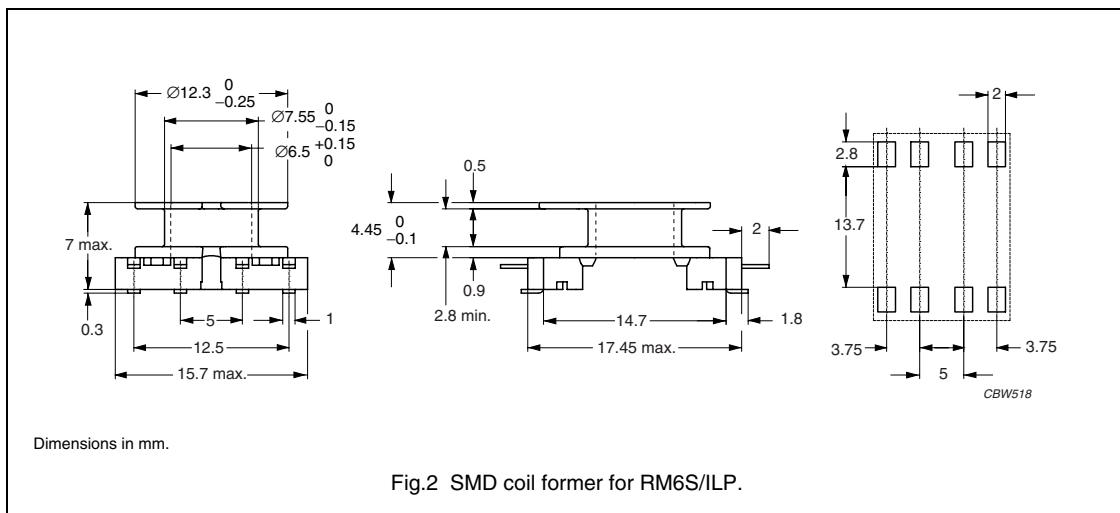 ∅12.3 0 −0.25
∅7.55 0 −0.15
∅6.5 +0.15 0
7 max.
0.3
5
1
12.5
15.7 max.
0.5
4.45 0 −0.1
2
0.9
2.8 min.
14.7
1.8
17.45 max.
2
2.8
13.7
3.75
3.75
5
CBW518
Dimensions in mm.
Fig.2 SMD coil former for RM6S/ILP.